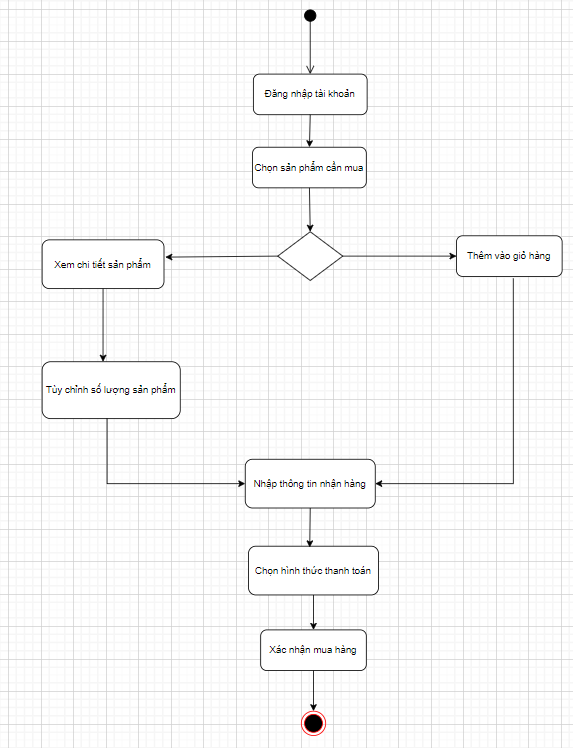 Đăng nhập tài khoản
Chọn sản phẩm cần mua
Xem chi tiết sản phẩm
Thêm vào giỏ hàng
Tùy chỉnh số lượng sản phẩm
Nhập thông tin nhận hàng
Chọn hình thức thanh toán
Xác nhận mua hàng